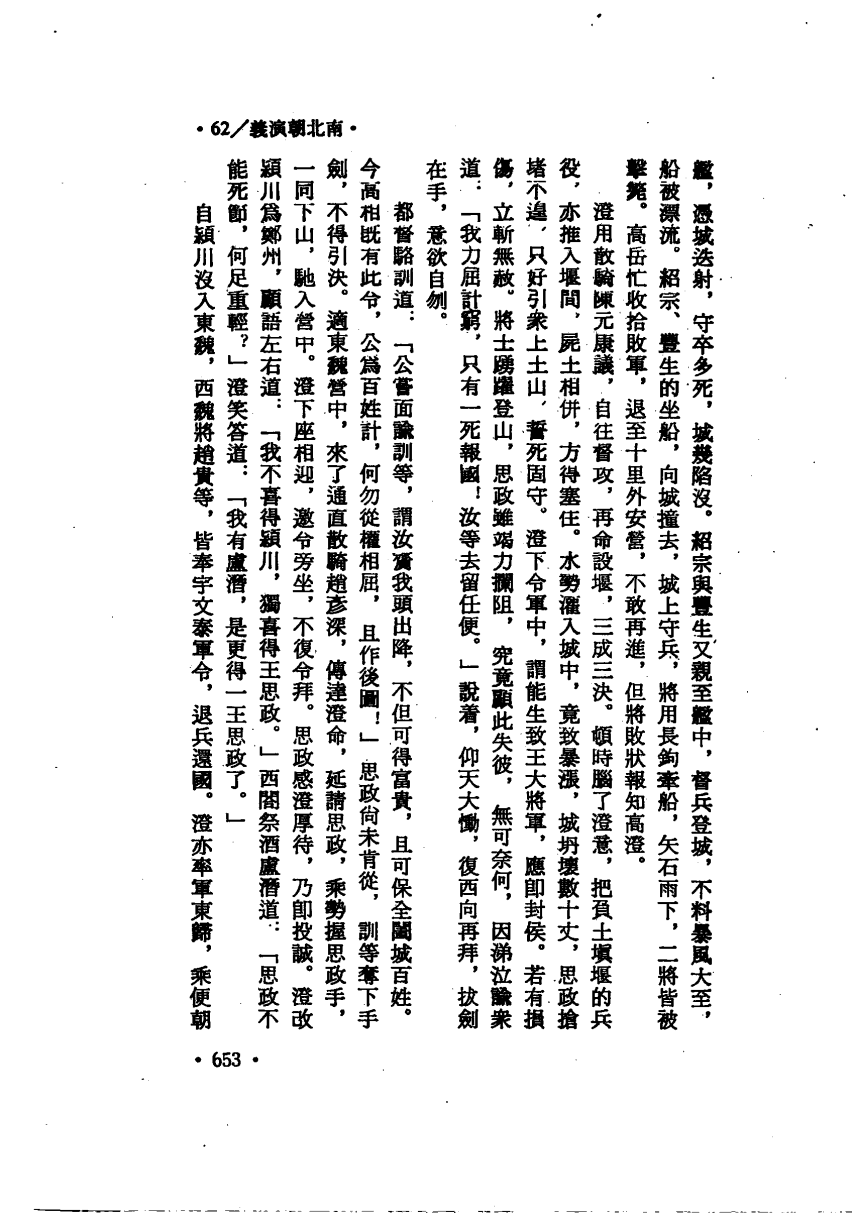 ·62／義演朝北南·
艦，憑城迭射，守卒多死，城幾陷沒。紹宗與豐生又親至艦中，督兵登城，不料暴風大至，
船被漂流。紹宗、豐生的坐船，向城撞去，城上守兵，將用長鉤牽船，矢石雨下，二將皆被
擊斃。高岳忙收拾敗軍，退至十里外安營，不敢再進，但將敗狀報知高澄。
澄用散騎陳元康議，自往督攻，再命設堰，三成三決。頓時腦了澄意，把負土填堰的兵
役，亦推入堰間，屍土相併，方得塞住。水勢灌入城中，竟致暴漲，城坍壞數十丈，思政搶
堵不遑，只好引衆上土山，誓死固守。澄下令軍中，謂能生致王大將軍，應卽封侯。若有損
傷，立斬無赦。將士踴躍登山，思政雖竭力攔阻，究竟顧此失彼，無可奈何，因涕泣諭衆
道：「我力屈計窮，只有一死報國！汝等去留任便。」說着，仰天大慟，復西向再拜，拔劍
在手，意欲自刎。
都督駱訓道：「公嘗面諭訓等，謂汝齎我頭出降，不但可得富貴，且可保全闔城百姓。
今高相旣有此令，公爲百姓計，何勿從權相屈，且作後圖！」思政尙未肯從，訓等奪下手
劍，不得引決。適東魏營中，來了通直散騎趙彥深，傳達澄命，延請思政，乘勢握思政手，
一同下山，馳入營中。澄下座相迎，邀令旁坐，不復令拜。思政感澄厚待，乃卽投誠。澄改
潁川爲鄭州，顧語左右道：「我不喜得潁川，獨喜得王思政。」西閤祭酒盧潛道：「思政不
能死節，何足重輕？」澄笑答道：「我有盧潛，是更得一王思政了。」
自潁川沒入東魏，西魏將趙貴等，皆奉宇文泰軍令，退兵還國。澄亦率軍東歸，乘便朝
·653·